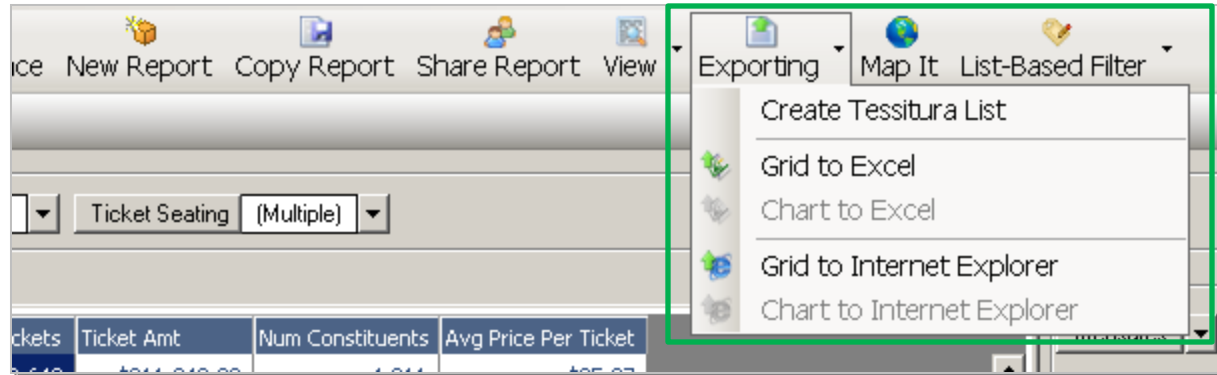 New Report Copy Report Share Report View Exporting Map It List-Based Filter
Create Tessitura List
Grid to Excel
Chart to Excel
Ticket Seating (Multiple)
Grid to Internet Explorer
Chart to Internet Explorer
Ticket Amt Num Constituents Avg Price Per Ticket